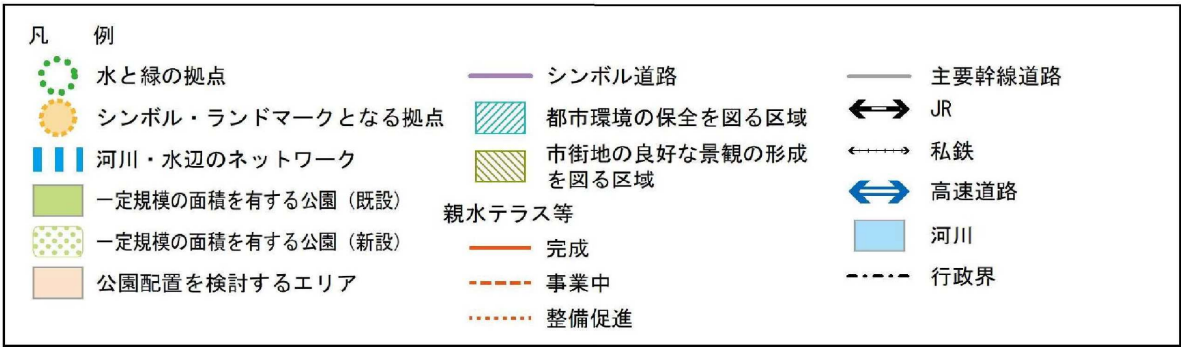 凡　例
水と緑の拠点
シンボル・ランドマークとなる拠点
河川・水辺のネットワーク
一定規模の面積を有する公園（既設）
一定規模の面積を有する公園（新設）
公園配置を検討するエリア
シンボル道路
都市環境の保全を図る区域
市街地の良好な景観の形成
を図る区域
親水テラス等
完成
事業中
整備促進
主要幹線道路
JR
私鉄
高速道路
河川
行政界